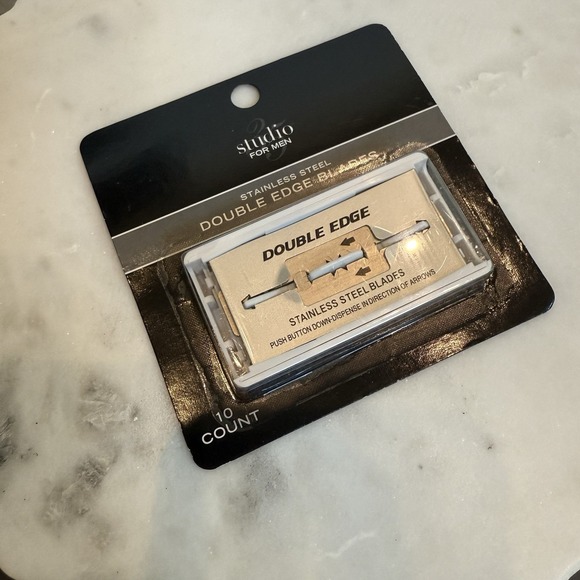 studio
35
FOR MEN
STAINLESS STEEL
DOUBLE EDGE BLADES
DOUBLE EDGE
STAINLESS STEEL BLADES
PUSH BUTTON DOWN-DISPENSE IN DIRECTION OF ARROWS
10
COUNT